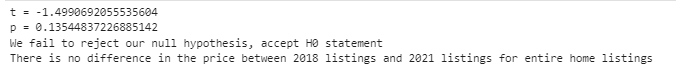 t = -1.4990692055535604
p = 0.13544837226885142
We fail to reject our null hypothesis, accept H0 statement
There is no difference in the price between 2018 listings and 2021 listings for entire home listings